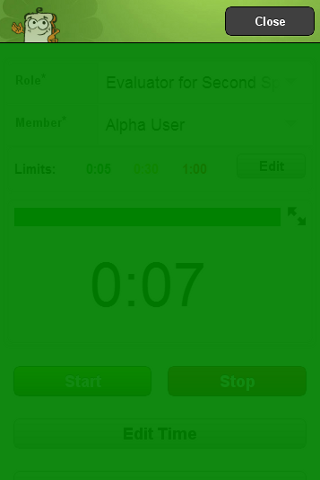 Close
Role*
Evaluator for Second Sp
Member*
Alpha User
Limits: 0:05 0:30 1:00 Edit
0:07
Start Stop
Edit Time